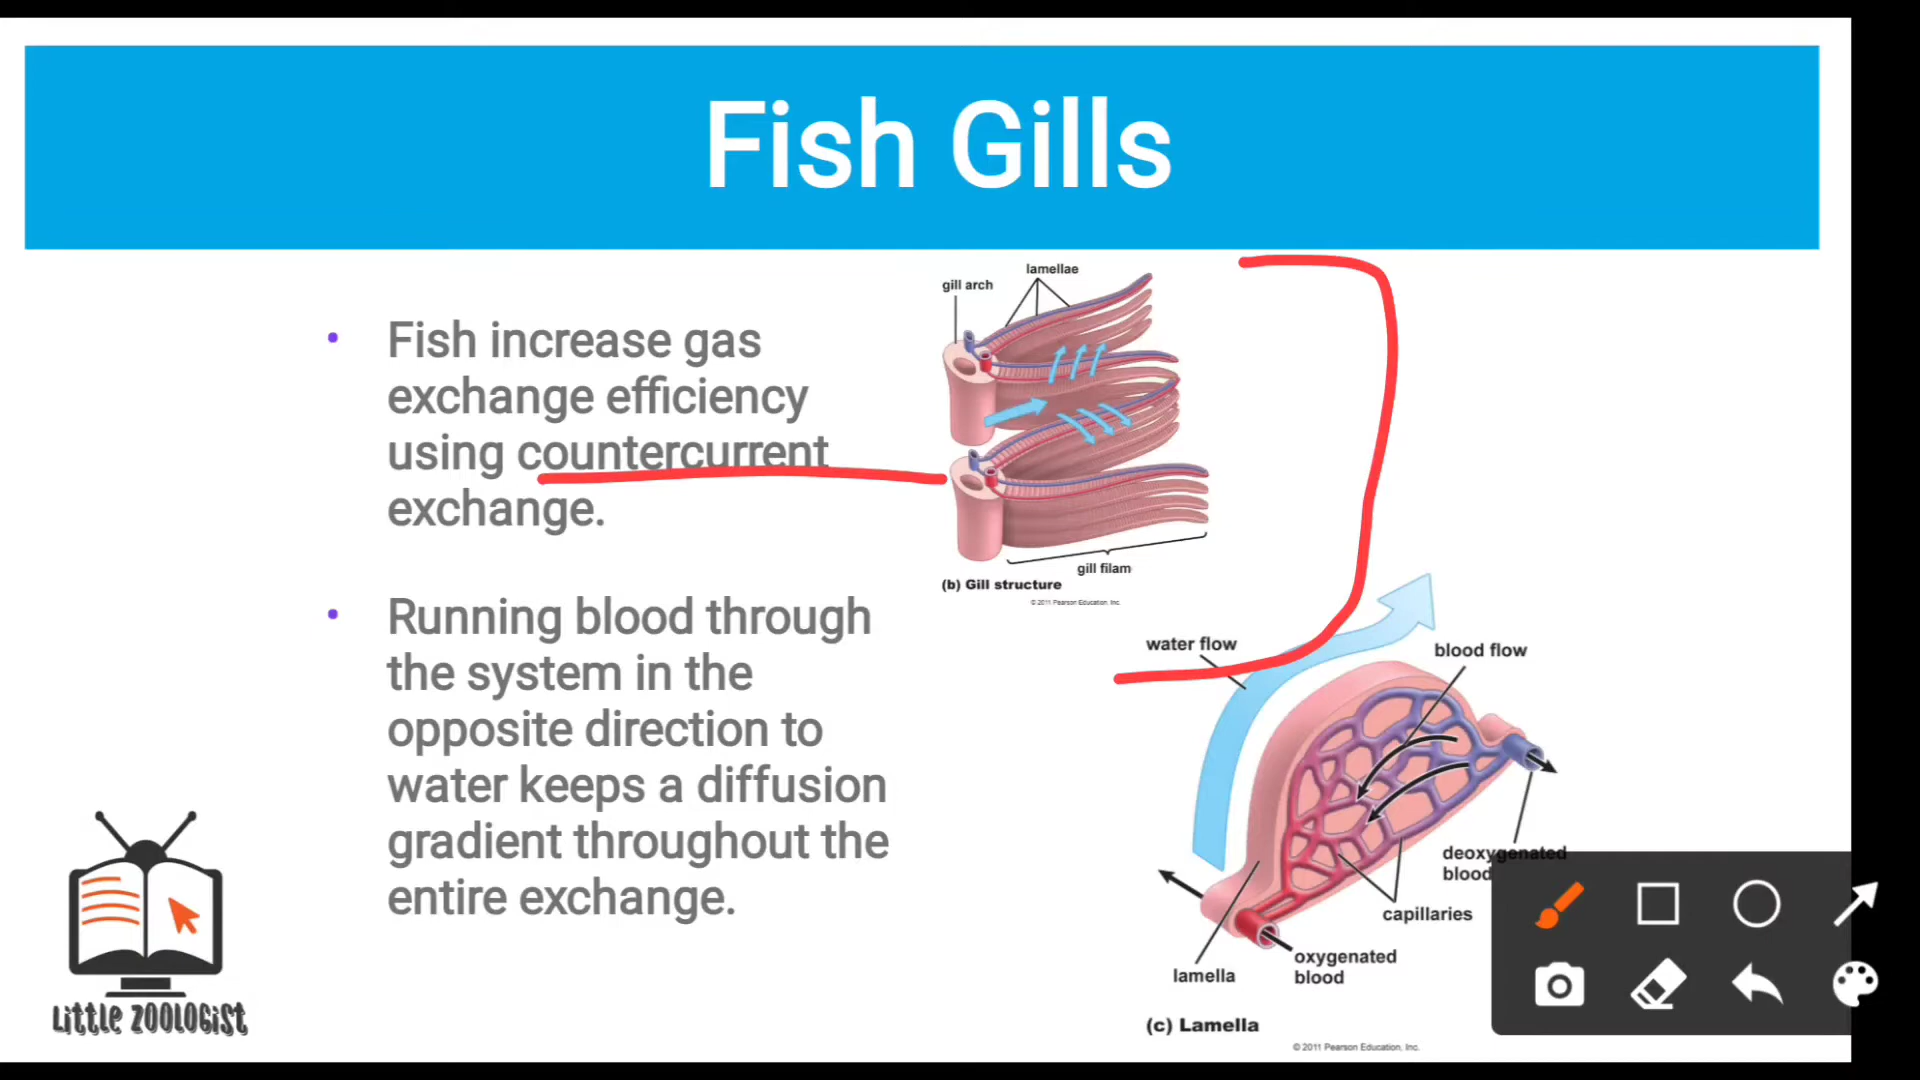 Fish Gills
• Fish increase gas
exchange efficiency
using countercurrent
exchange.
• Running blood through
the system in the
opposite direction to
water keeps a diffusion
gradient throughout the
entire exchange.
lamellae
gill arch
gill filam
(b) Gill structure
© 2011 Pearson Education, Inc.
water flow
blood flow
deoxygenated
blood
capillaries
oxygenated
blood
lamella
(c) Lamella
© 2011 Pearson Education, Inc.
LittLe ZOOLOGiSt